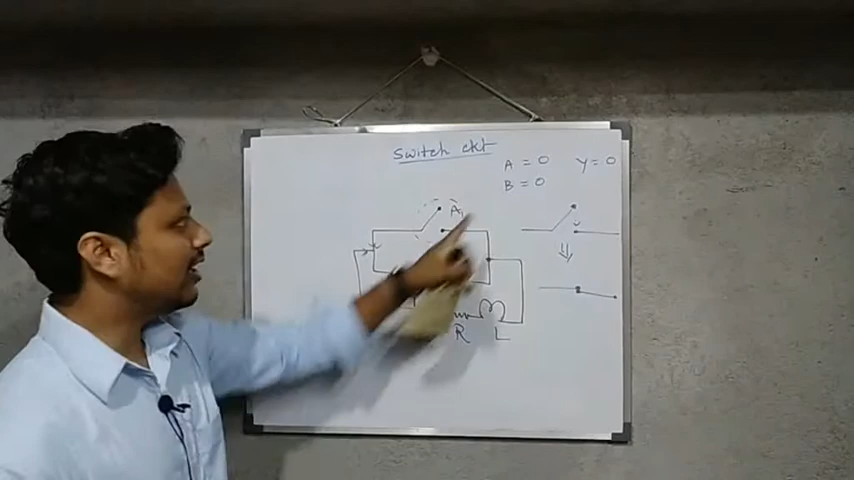 Switch ckt
A = 0 Y = 0
B = 0
A
R L